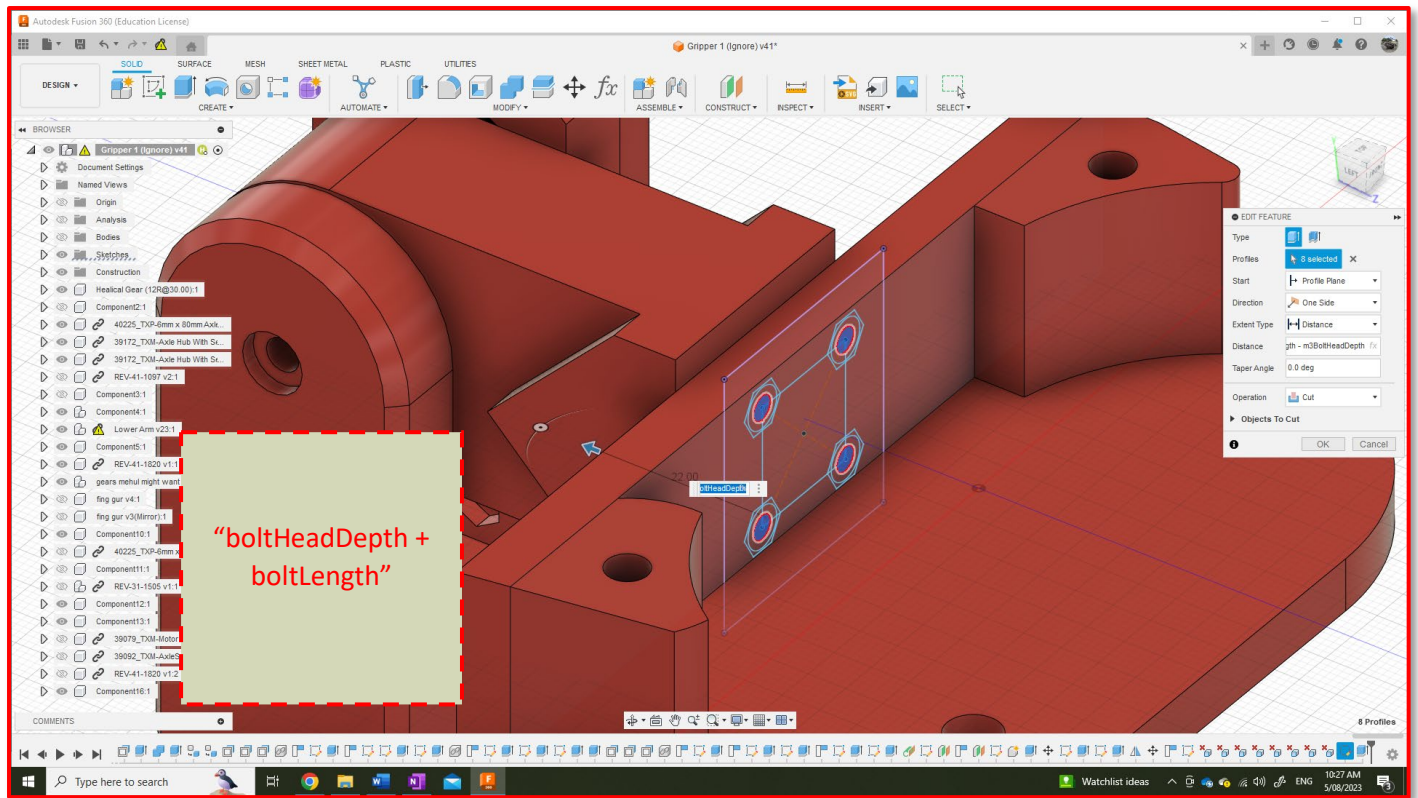 Autodesk Fusion 360 (Education License)
Gripper 1 (Ignore) v41*
SOLID SURFACE MESH SHEET METAL PLASTIC UTILITIES
DESIGN
CREATE AUTOMATE MODIFY ASSEMBLE CONSTRUCT INSPECT INSERT SELECT
BROWSER
Gripper 1 (Ignore) v41
Document Settings
Named Views
Origin
Analysis
Bodies
Sketches
Construction
Healical Gear (12R@30.00):1
Component2:1
40225_TXP-6mm x 80mm Axle...
39172_TXM-Axle Hub With Se...
39172_TXM-Axle Hub With Se...
REV-41-1097 v2:1
Component3:1
Component4:1
Lower Arm v23:1
Component5:1
REV-41-1820 v1:1
gears mehul might want
fing gur v4:1
fing gur v3(Mirror):1
Component10:1
40225_TXP-6mm x
Component11:1
REV-31-1505 v1:1
Component12:1
Component13:1
39079_TXM-Motor
39092_TXM-AxleS
REV-41-1820 v1:2
Component16:1
COMMENTS
"boltHeadDepth +
boltLength"
22.00
oltHeadDepth
LEFT
Z
EDIT FEATURE
Type
Profiles 8 selected
Start Profile Plane
Direction One Side
Extent Type Distance
Distance gth - m3BoltHeadDepth fx
Taper Angle 0.0 deg
Operation Cut
Objects To Cut
OK Cancel
8 Profiles
Type here to search
Watchlist ideas
ENG
10:27 AM
5/08/2023